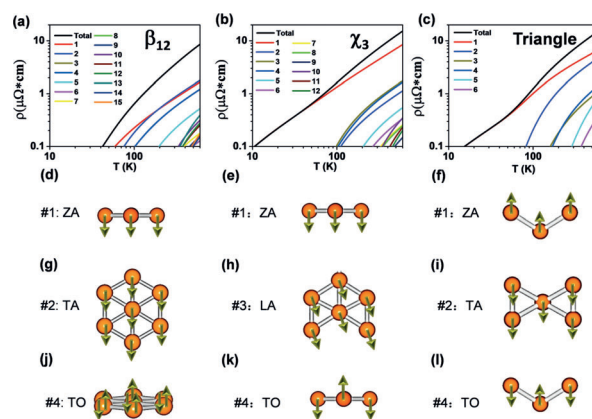 (a)
β12
Total
1
2
3
4
5
6
7
8
9
10
11
12
13
14
15
ρ(μΩ*cm)
10
1
0.1
10
100
T (K)
(b)
χ3
Total
1
2
3
4
5
6
7
8
9
10
11
12
ρ(μΩ*cm)
10
1
0.1
10
100
T (K)
(c)
Triangle
Total
1
2
3
4
5
6
ρ(μΩ*cm)
10
1
0.1
100
T (K)
(d)
#1: ZA
(e)
#1: ZA
(f)
#1: ZA
(g)
#2: TA
(h)
#3: LA
(i)
#2: TA
(j)
#4: TO
(k)
#4: TO
(l)
#4: TO